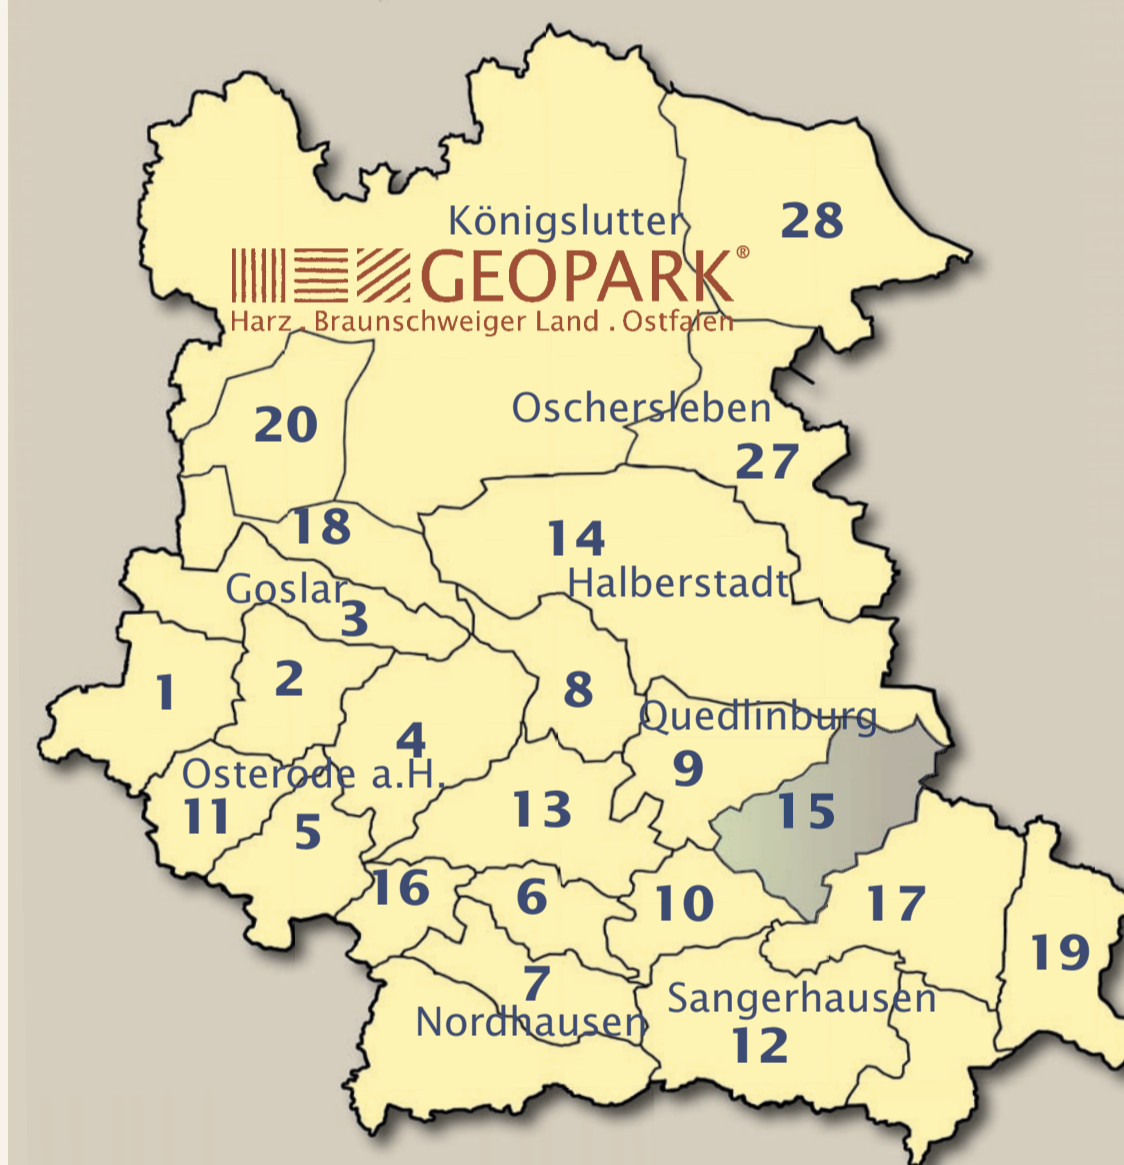 Königslutter
28
GEOPARK®
Harz . Braunschweiger Land . Ostfalen
20
Oschersleben
27
18
14
Halberstadt
Goslar
3
1
2
8
Quedlinburg
4
9
Osterode a.H.
11
5
13
15
16
6
10
17
19
7
Sangerhausen
Nordhausen
12